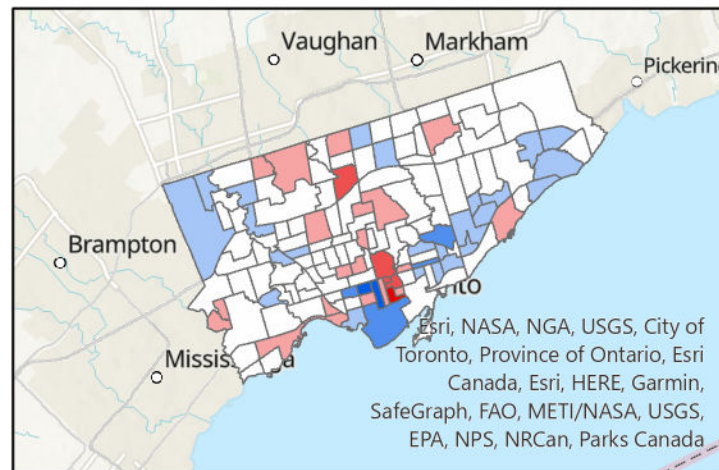 Vaughan
Markham
Pickerin
Brampton
nto
Mississ
a
Esri, NASA, NGA, USGS, City of
Toronto, Province of Ontario, Esri
Canada, Esri, HERE, Garmin,
SafeGraph, FAO, METI/NASA, USGS,
EPA, NPS, NRCan, Parks Canada